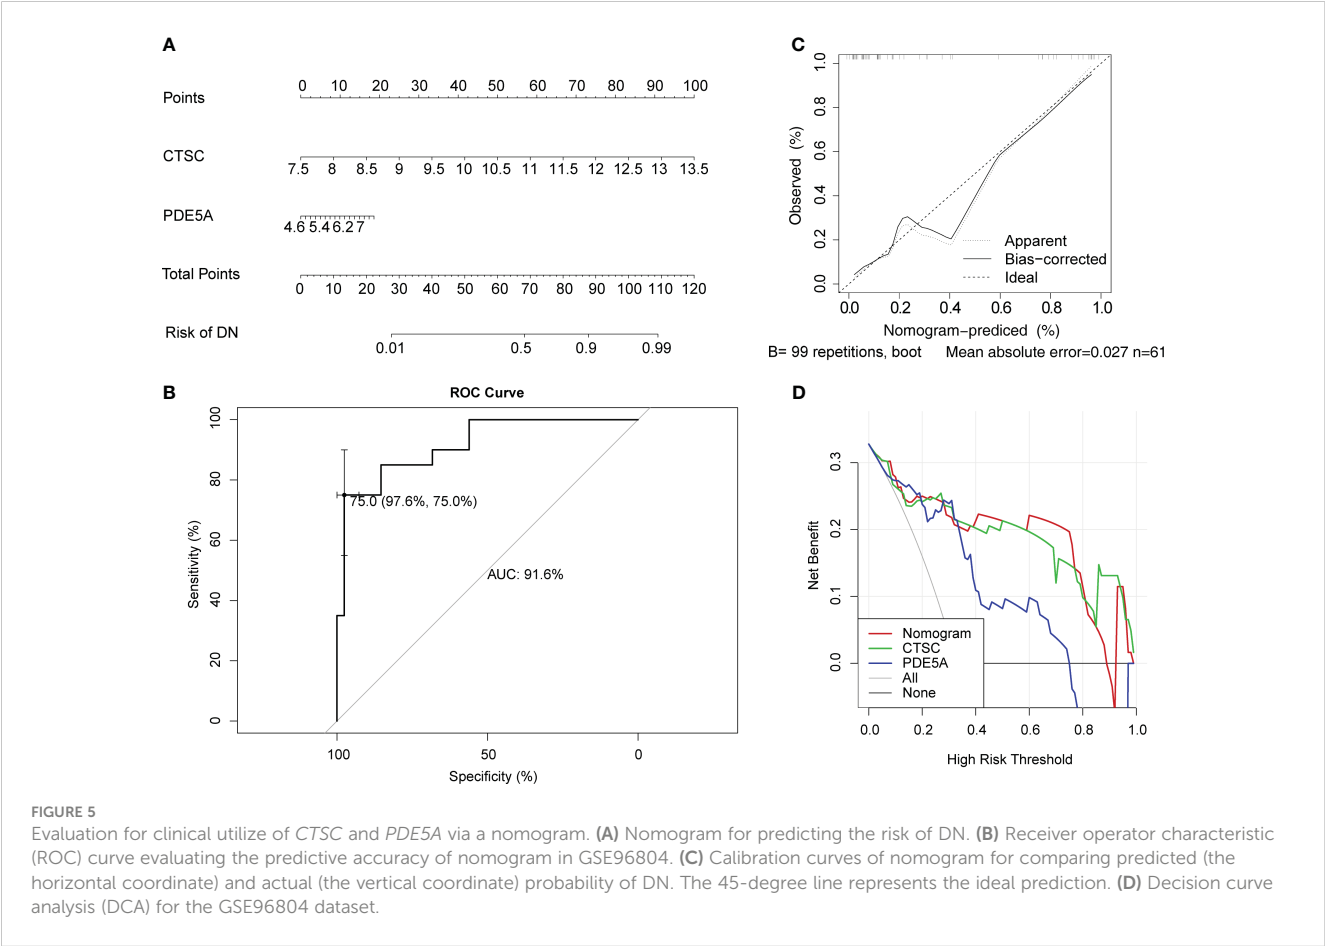 A
Points
0 10 20 30 40 50 60 70 80 90 100
CTSC
7.5 8 8.5 9 9.5 10 10.5 11 11.5 12 12.5 13 13.5
PDE5A
4.6 5.4 6.2 7
Total Points
0 10 20 30 40 50 60 70 80 90 100 110 120
Risk of DN
0.01 0.5 0.9 0.99
B
ROC Curve
Sensitivity (%)
100
80
60
40
20
0
75.0 (97.6%, 75.0%)
AUC: 91.6%
100 50 0
Specificity (%)
C
Observed (%)
1.0
0.8
0.6
0.4
0.2
0.0
Apparent
Bias-corrected
Ideal
0.0 0.2 0.4 0.6 0.8 1.0
Nomogram-prediced (%)
B= 99 repetitions, boot Mean absolute error=0.027 n=61
D
Net Benefit
0.3
0.2
0.1
0.0
Nomogram
CTSC
PDE5A
All
None
0.0 0.2 0.4 0.6 0.8 1.0
High Risk Threshold
FIGURE 5
Evaluation for clinical utilize of CTSC and PDE5A via a nomogram. (A) Nomogram for predicting the risk of DN. (B) Receiver operator characteristic
(ROC) curve evaluating the predictive accuracy of nomogram in GSE96804. (C) Calibration curves of nomogram for comparing predicted (the
horizontal coordinate) and actual (the vertical coordinate) probability of DN. The 45-degree line represents the ideal prediction. (D) Decision curve
analysis (DCA) for the GSE96804 dataset.